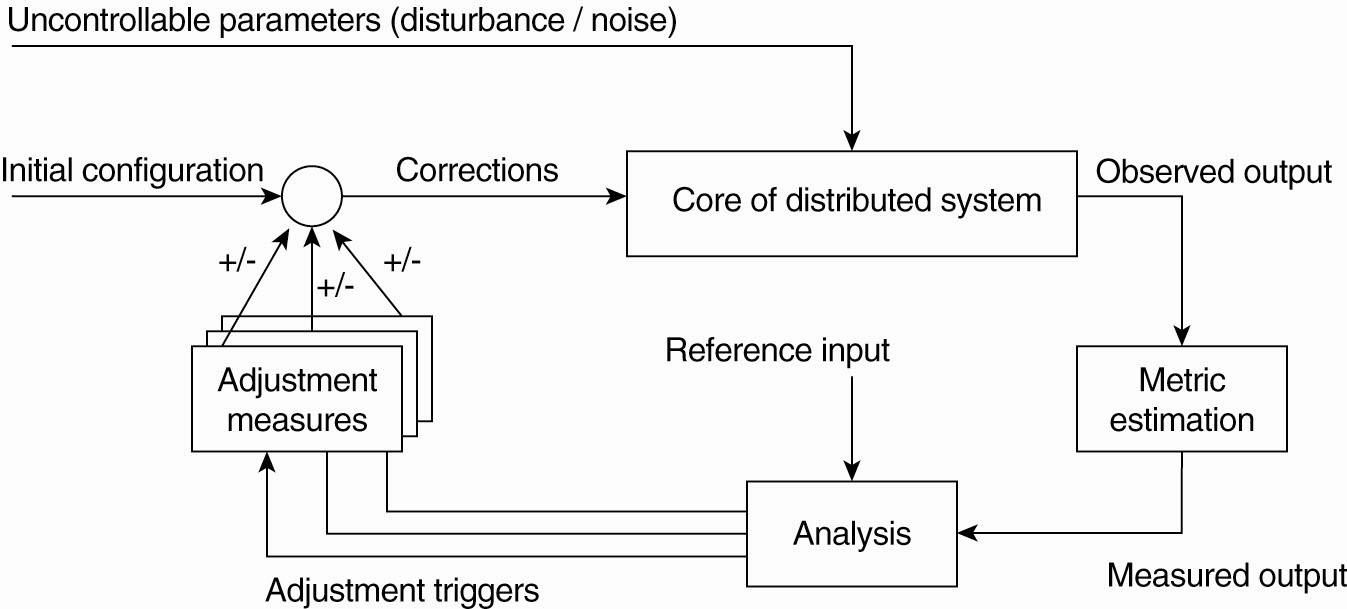 Uncontrollable parameters (disturbance / noise)
Initial configuration
Corrections
Core of distributed system
Observed output
+/-
+/-
+/-
Reference input
Adjustment
measures
Metric
estimation
Analysis
Adjustment triggers
Measured output